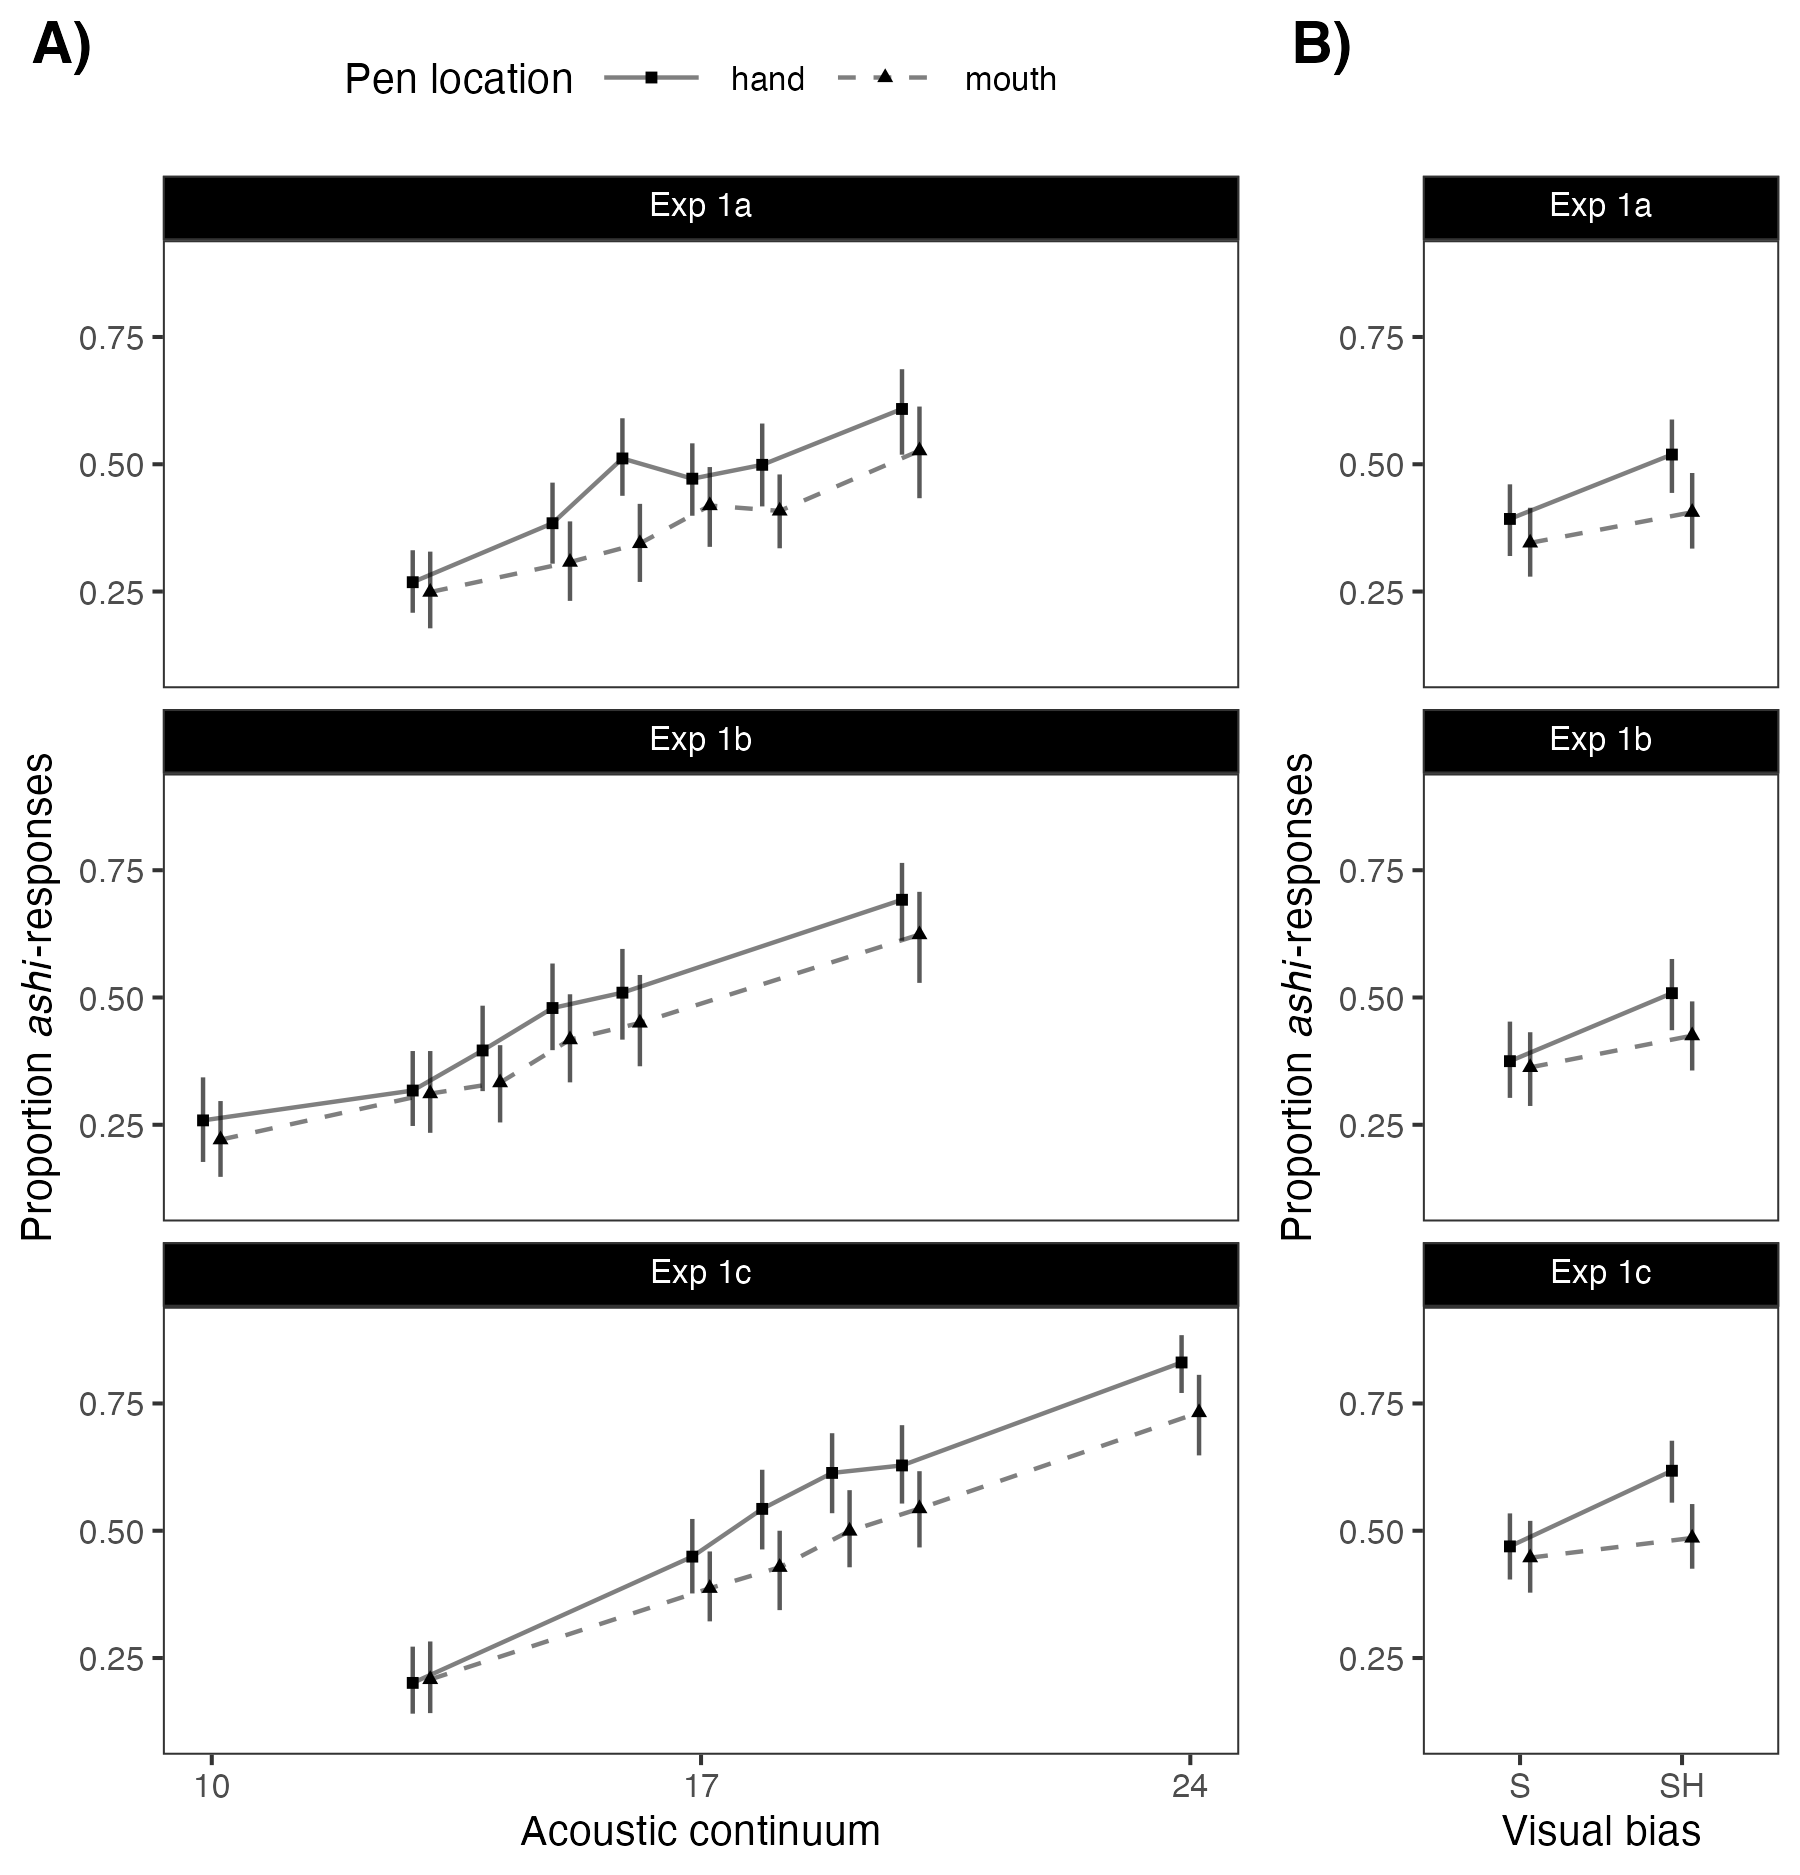 A)
B)
Pen location hand mouth
Exp 1a
Exp 1a
0.75
0.50
0.25
0.75
0.50
0.25
Exp 1b
Exp 1b
Proportion ashi-responses
0.75
0.50
0.25
Proportion ashi-responses
0.75
0.50
0.25
Exp 1c
Exp 1c
0.75
0.50
0.25
0.75
0.50
0.25
10 17 24
S SH
Acoustic continuum
Visual bias